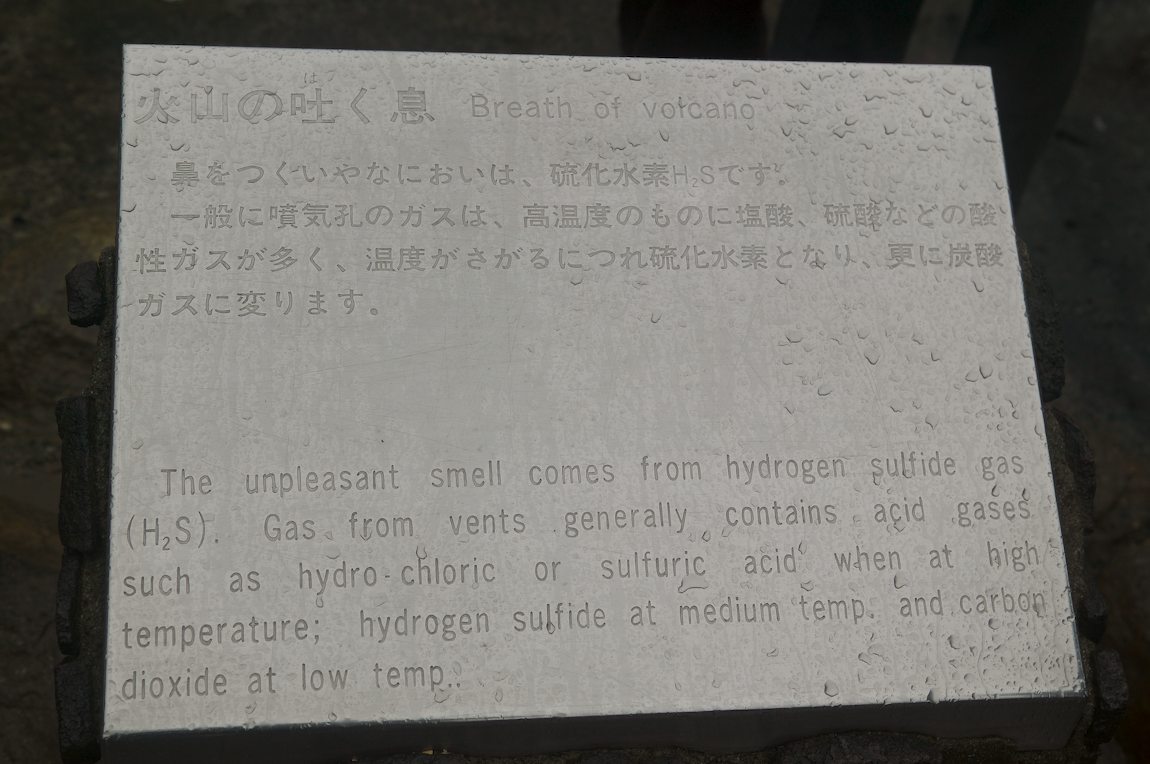 火山の吐く息 Breath of volcano
鼻をつくいやなにおいは、硫化水素H₂Sです。
一般に噴気孔のガスは、高温度のものに塩酸、硫酸などの酸
性ガスが多く、温度がさがるにつれ硫化水素となり、更に炭酸
ガスに変ります。
The unpleasant smell comes from hydrogen sulfide gas
(H₂S). Gas from vents generally contains acid gases
such as hydro-chloric or sulfuric acid when at high
temperature; hydrogen sulfide at medium temp. and carbon
dioxide at low temp..